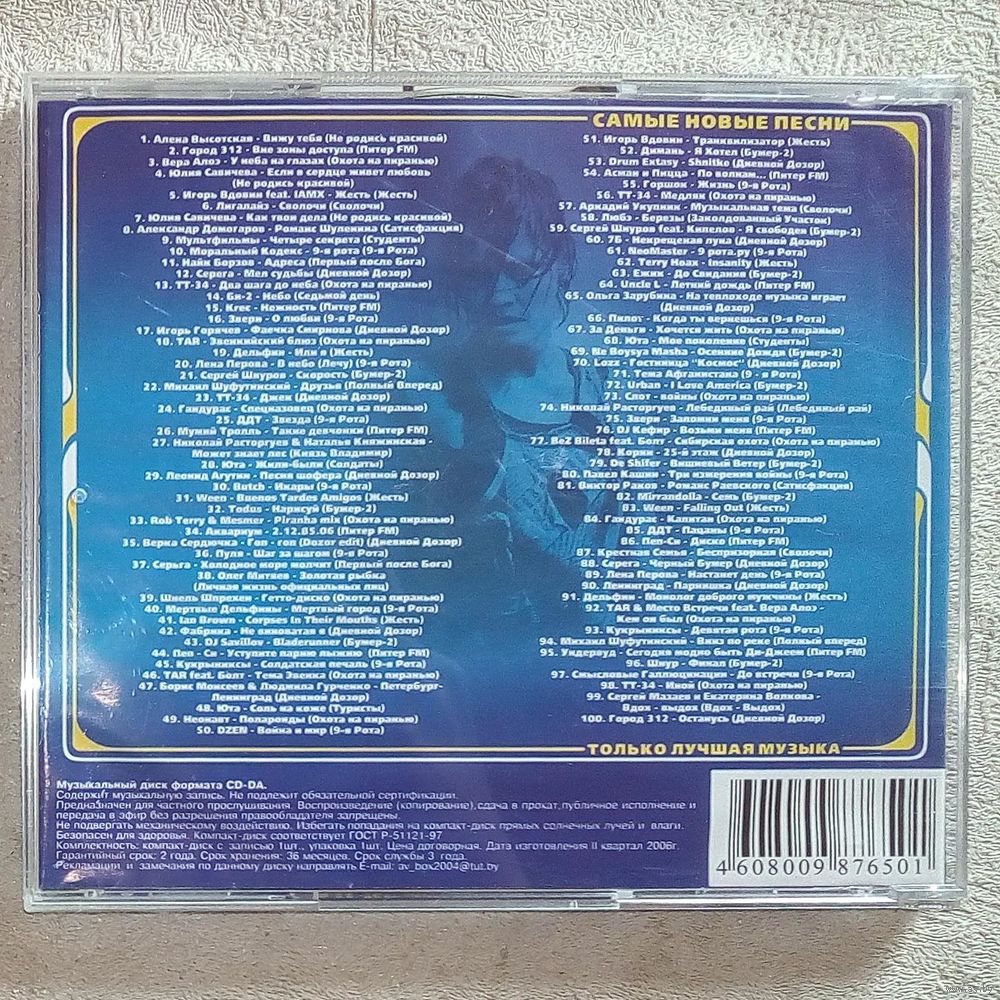 САМЫЕ НОВЫЕ ПЕСНИ
1. Алена Высотская - Вижу тебя (Не родись красивой)
2. Город 312 - Вне зоны доступа (Питер FM)
3. Вера Алоэ - У неба на глазах (Охота на пиранью)
4. Юлия Савичева - Если в сердце живет любовь
(Не родись красивой)
5. Игорь Вдовин feat. IAMX - Жесть (Жесть)
6. Лигалайз - Сволочи (Сволочи)
7. Юлия Савичева - Как твои дела (Не родись красивой)
8. Александр Домогаров - Романс Шуленина (Сатисфакция)
9. Мультфильмы - Четыре секрета (Студенты)
10. Моральный Кодекс - 9-я рота (9-я Рота)
11. Найк Борзов - Адреса (Первый после Бога)
12. Серега - Мел судьбы (Дневной Дозор)
13. ТТ-34 - Два шага до неба (Охота на пиранью)
14. Би-2 - Небо (Седьмой день)
15. Krec - Нежность (Питер FM)
16. Звери - О любви (9-я Рота)
17. Игорь Горячев - Фаечка Смирнова (Дневной Дозор)
18. TAR - Звенийский блюз (Охота на пиранью)
19. Дельфин - Или я (Жесть)
20. Лена Перова - В небо (Лечу) (9-я Рота)
21. Сергей Шнуров - Скорость (Бумер-2)
22. Михаил Шуфутинский - Друзья (Полный Вперед)
23. ТТ-34 - Джек (Дневной Дозор)
24. Гандурас - Спецназовец (Охота на пиранью)
25. ДДТ - Звезда (9-я Рота)
26. Мумий Тролль - Такие девчонки (Питер FM)
27. Николай Расторгуев & Наталья Княжинская -
Может знает лес (Князь Владимир)
28. Юта - Жили-были (Солдаты)
29. Леонид Агутин - Песня шофера (Дневной Дозор)
30. Butch - Икары (9-я Рота)
31. Ween - Buenos Tardes Amigos (Жесть)
32. Todus - Нарисуй (Бумер-2)
33. Rob Terry & Mesmer - Piranha mix (Охота на пиранью)
34. Аквариум - 2.12.85.06 (Питер FM)
35. Верка Сердючка - Гоп - гоп (Dozor edit) (Дневной Дозор)
36. Пуля - Шаг за шагом (9-я Рота)
37. Серьга - Холодное море молчит (Первый после Бога)
38. Олег Митяев - Золотая рыбка
(Личная жизнь официальных лиц)
39. Шнель Шпрехен - Гетто-диско (Охота на пиранью)
40. Мертвые Дельфины - Мертвый город (9-я Рота)
41. Ian Brown - Corpses In Their Mouths (Жесть)
42. Фабрика - Не виноватая я (Дневной Дозор)
43. DJ Savillov - Bladerunner (Бумер-2)
44. Пеп - Си - Уступите парню лыжню (Питер FM)
45. Кукрыниксы - Солдатская печаль (9-я Рота)
46. TAR feat. Болт - Тема Эвенка (Охота на пиранью)
47. Борис Моисеев & Людмила Гурченко - Петербург-
Ленинград (Дневной Дозор)
48. Юта - Соль на коже (Туристы)
49. Неонавт - Полароиды (Охота на пиранью)
50. DZEN - Война и мир (9-я Рота)
51. Игорь Вдовин - Транквилизатор (Жесть)
52. Димань - Я Хотел (Бумер-2)
53. Drum Extasy - Shnitke (Дневной Дозор)
54. Асман и Пицца - По волнам... (Питер FM)
55. Горшок - Жизнь (9-я Рота)
56. ТТ-34 - Медляк (Охота на пиранью)
57. Аркадий Укупник - Музыкальная тема (Сволочи)
58. Любэ - Березы (Заколдованный Участок)
59. Сергей Шнуров feat. Кипелов - Я свободен (Бумер-2)
60. 7Б - Некрещеная луна (Дневной Дозор)
61. NeoMaster - 9 рота.ру (9-я Рота)
62. Terry Hoax - Insanity (Жесть)
63. Ежик - До Свидания (Бумер-2)
64. Uncle L - Летний дождь (Питер FM)
65. Ольга Зарубина - На теплоходе музыка играет
(Дневной Дозор)
66. Пилот - Когда ты вернешься (9-я Рота)
67. За Деньги - Хочется жить (Охота на пиранью)
68. Юта - Мое поколение (Студенты)
69. Ne Boysya Masha - Осенние Дождя (Бумер-2)
70. Lozz - Гостиница "Космос" (Дневной Дозор)
71. Тема Афганистана (9 - я Рота)
72. Urban - I Love America (Бумер-2)
73. Слот - войны (Охота на пиранью)
74. Николай Расторгуев - Лебединый рай (Лебединый рай)
75. Звери - Запомни меня (9-я Рота)
76. DJ Кефир - Возьми меня (Питер FM)
77. BeZ Bileta feat. Болт - Сибирская охота (Охота на пиранью)
78. Корни - 25-й этаж (Дневной Дозор)
79. De Shifer - Вишневый Ветер (Бумер-2)
80. Павел Кашин - Три измерения войны (9-я Рота)
81. Виктор Раков - Романс Раевского (Сатисфакция)
82. Mirrandolla - Семь (Бумер-2)
83. Ween - Falling Out (Жесть)
84. Гандурас - Капитан (Охота на пиранью)
85. ДДТ - Пацаны (9-я Рота)
86. Пеп-Си - Диско (Питер FM)
87. Крестная Семья - Беспризорная (Сволочи)
88. Серега - Черный Бумер (Дневной Дозор)
89. Лена Перова - Настанет день (9-я Рота)
90. Ленинград - Паринишка (Дневной Дозор)
91. Дельфин - Монолог доброго мужчины (Жесть)
92. TAR & Место Встречи feat. Вера Алоэ -
Кем он был (Охота на пиранью)
93. Кукрыниксы - Девятая рота (9-я Рота)
94. Михаил Шуфутинский - Вниз по реке (Полный вперед)
95. Ундервуд - Сегодня модно быть Ди-Джеем (Питер FM)
96. Шнур - Финал (Бумер-2)
97. Смысловые Галлюцинации - До встречи (9-я Рота)
98. ТТ-34 - Иной (Охота на пиранью)
99. Сергей Мазаев и Екатерина Волкова -
Вдох - выдох (Вдох - Выдох)
100. Город 312 - Останусь (Дневной Дозор)
ТОЛЬКО ЛУЧШАЯ МУЗЫКА
Музыкальный диск формата CD-DA.
Содержит музыкальную запись. Не подлежит обязательной сертификации.
Предназначен для частного прослушивания. Воспроизведение (копирование),сдача в прокат,публичное исполнение и
передача в эфир без разрешения правообладателя запрещены.
Не подвергать механическому воздействию. Избегать попадания на компакт-диск прямых солнечных лучей и влаги.
Безопасен для здоровья. Компакт-диск соответствует ГОСТ Р-51121-97
Комплектность: компакт-диск с записью 1шт., упаковка 1шт. Цена договорная. Дата изготовления II квартал 2006г.
Гарантийный срок: 2 года. Срок хранения: 36 месяцев. Срок службы 3 года.
Рекламации и замечания по данному диску направлять E-mail: av_box2004@tut.by
4 608009 876501